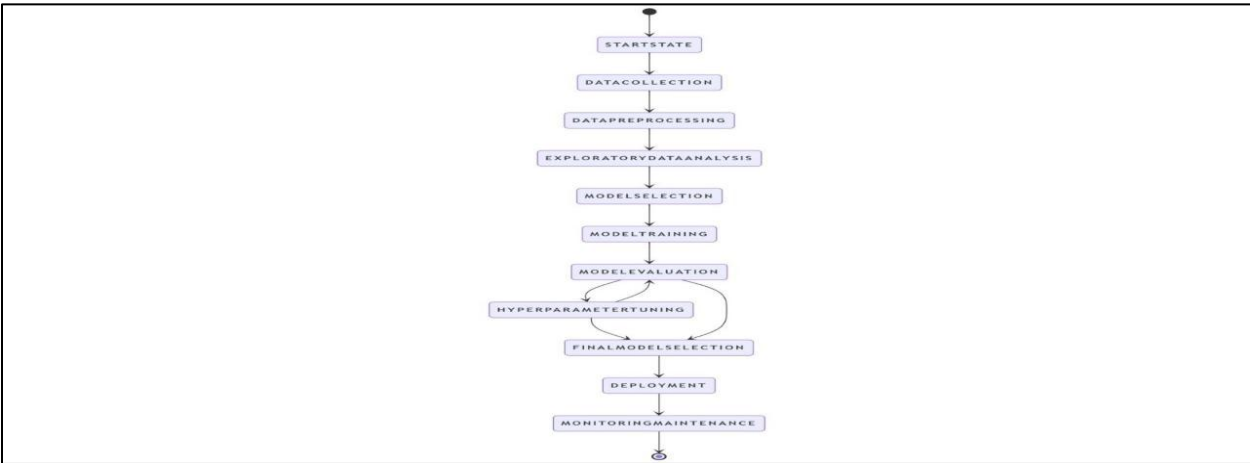 STARTSTATE
DATACOLLECTION
DATAPREPROCESSING
EXPLORATORYDATAANALYSIS
MODELSELECTION
MODELTRAINING
MODELEVALUATION
HYPERPARAMETERTUNING
FINALMODELSELECTION
DEPLOYMENT
MONITORINGMAINTENANCE